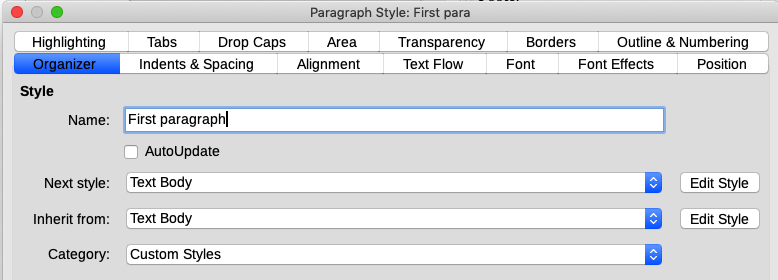 Paragraph Style: First para
Highlighting Tabs Drop Caps Area Transparency Borders Outline & Numbering
Organizer Indents & Spacing Alignment Text Flow Font Font Effects Position
Style
Name: First paragraph
AutoUpdate
Next style: Text Body Edit Style
Inherit from: Text Body Edit Style
Category: Custom Styles